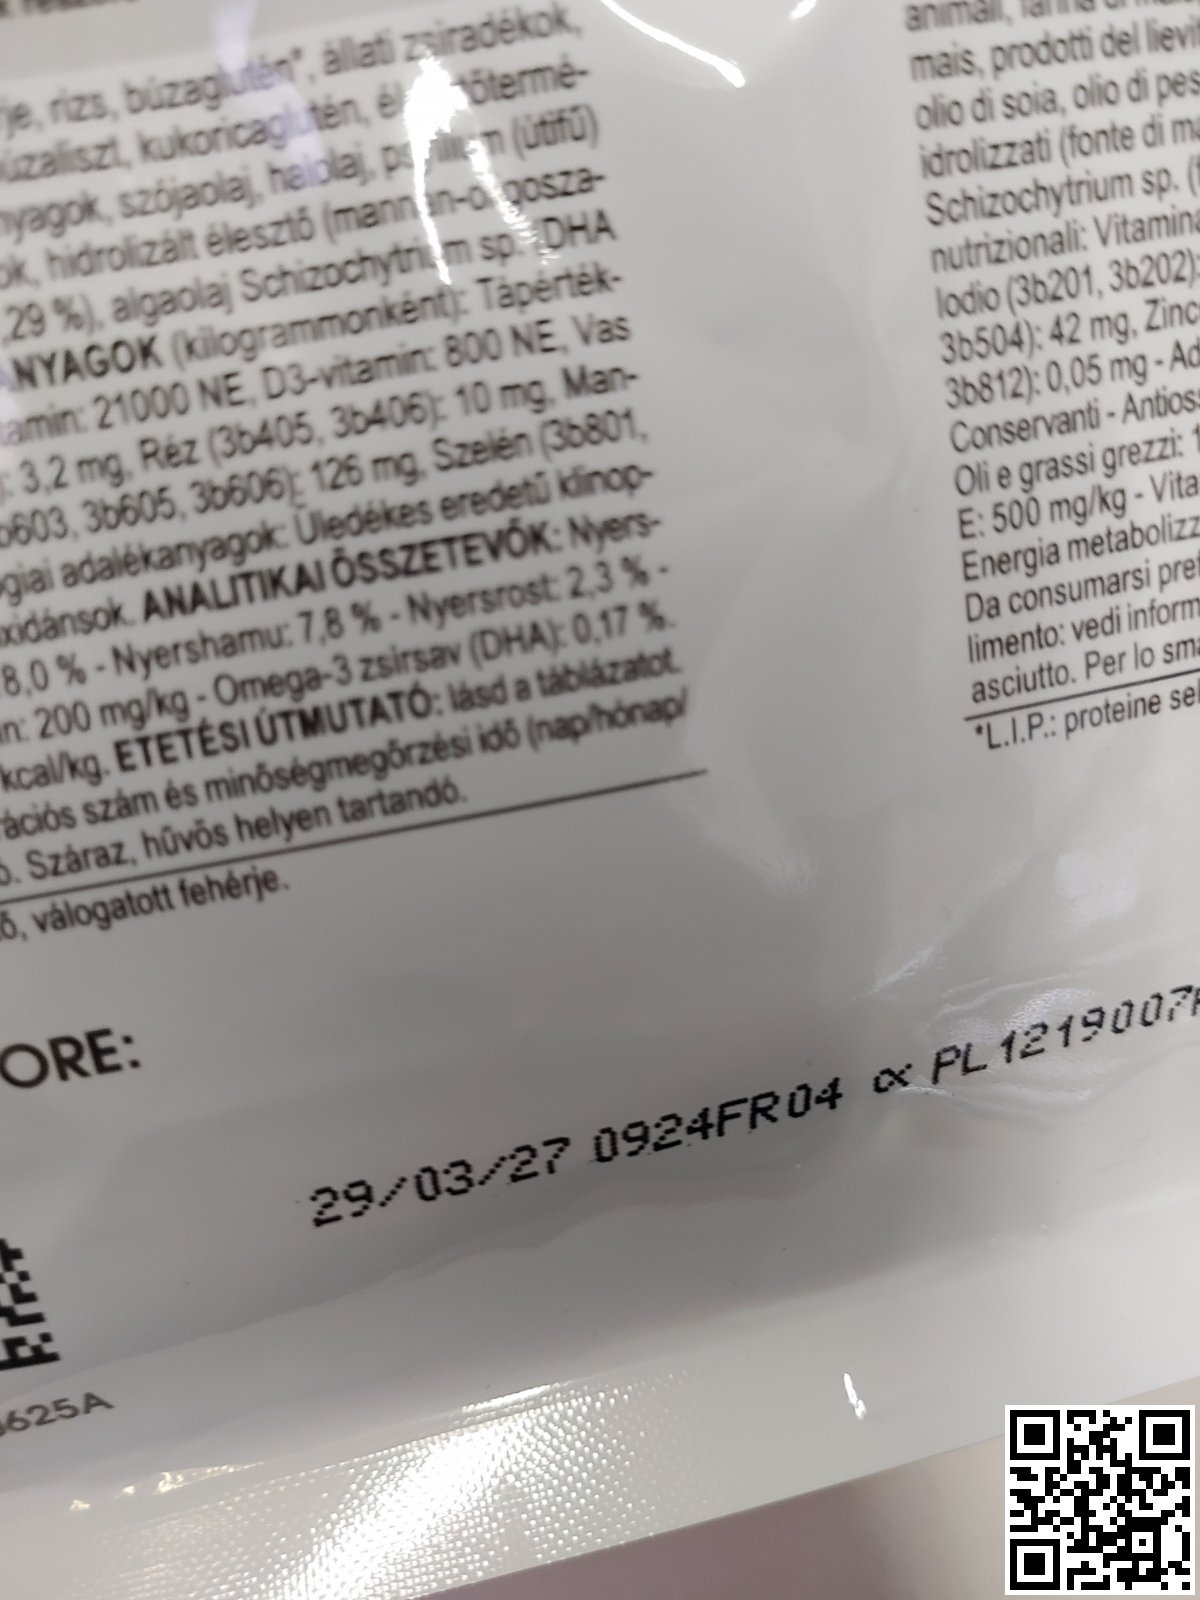 rje, rizs, búzaglutén*, állati zsiradékok,
búzaliszt, kukoricaglutén,
nyagok, szójaolaj, halolaj, (útifű)
ok, hidrolizált élesztő (mannán-oligosza-
,29 %), algaolaj Schizochytrium sp. (DHA
ANYAGOK (kilogrammonként): Tápérték-
amin: 21000 NE, D3-vitamin: 800 NE, Vas
: 3,2 mg, Réz (3b405, 3b406): 10 mg, Man-
b603, 3b605, 3b606): 126 mg, Szelén (3b801,
giai adalékanyagok: Üledékes eredetű klinop-
xidánsok. ANALITIKAI ÖSSZETEVŐK: Nyers-
8,0 % - Nyershamu: 7,8 % - Nyersrost: 2,3 % -
in: 200 mg/kg - Omega-3 zsírsav (DHA): 0,17 %.
kcal/kg. ETETÉSI ÚTMUTATÓ: lásd a táblázatot.
rációs szám és minőségmegőrzési idő (nap/hónap/
ó. Száraz, hűvös helyen tartandó.
ő, válogatott fehérje.
animali, farina di
mais, prodotti del lievit
olio di soia, olio di pes
idrolizzati (fonte di m
Schizochytrium sp. (f
nutrizionali: Vitamina
Iodio (3b201, 3b202):
3b504): 42 mg, Zinco
3b812): 0,05 mg - Ad
Conservanti - Antioss
Oli e grassi grezzi: 1
E: 500 mg/kg - Vita
Energia metabolizz
Da consumarsi pref
limento: vedi inform
asciutto. Per lo sma
*L.I.P.: proteine sel
ORE:
29/03/27 0924FR04 ∝ PL1219007
625A